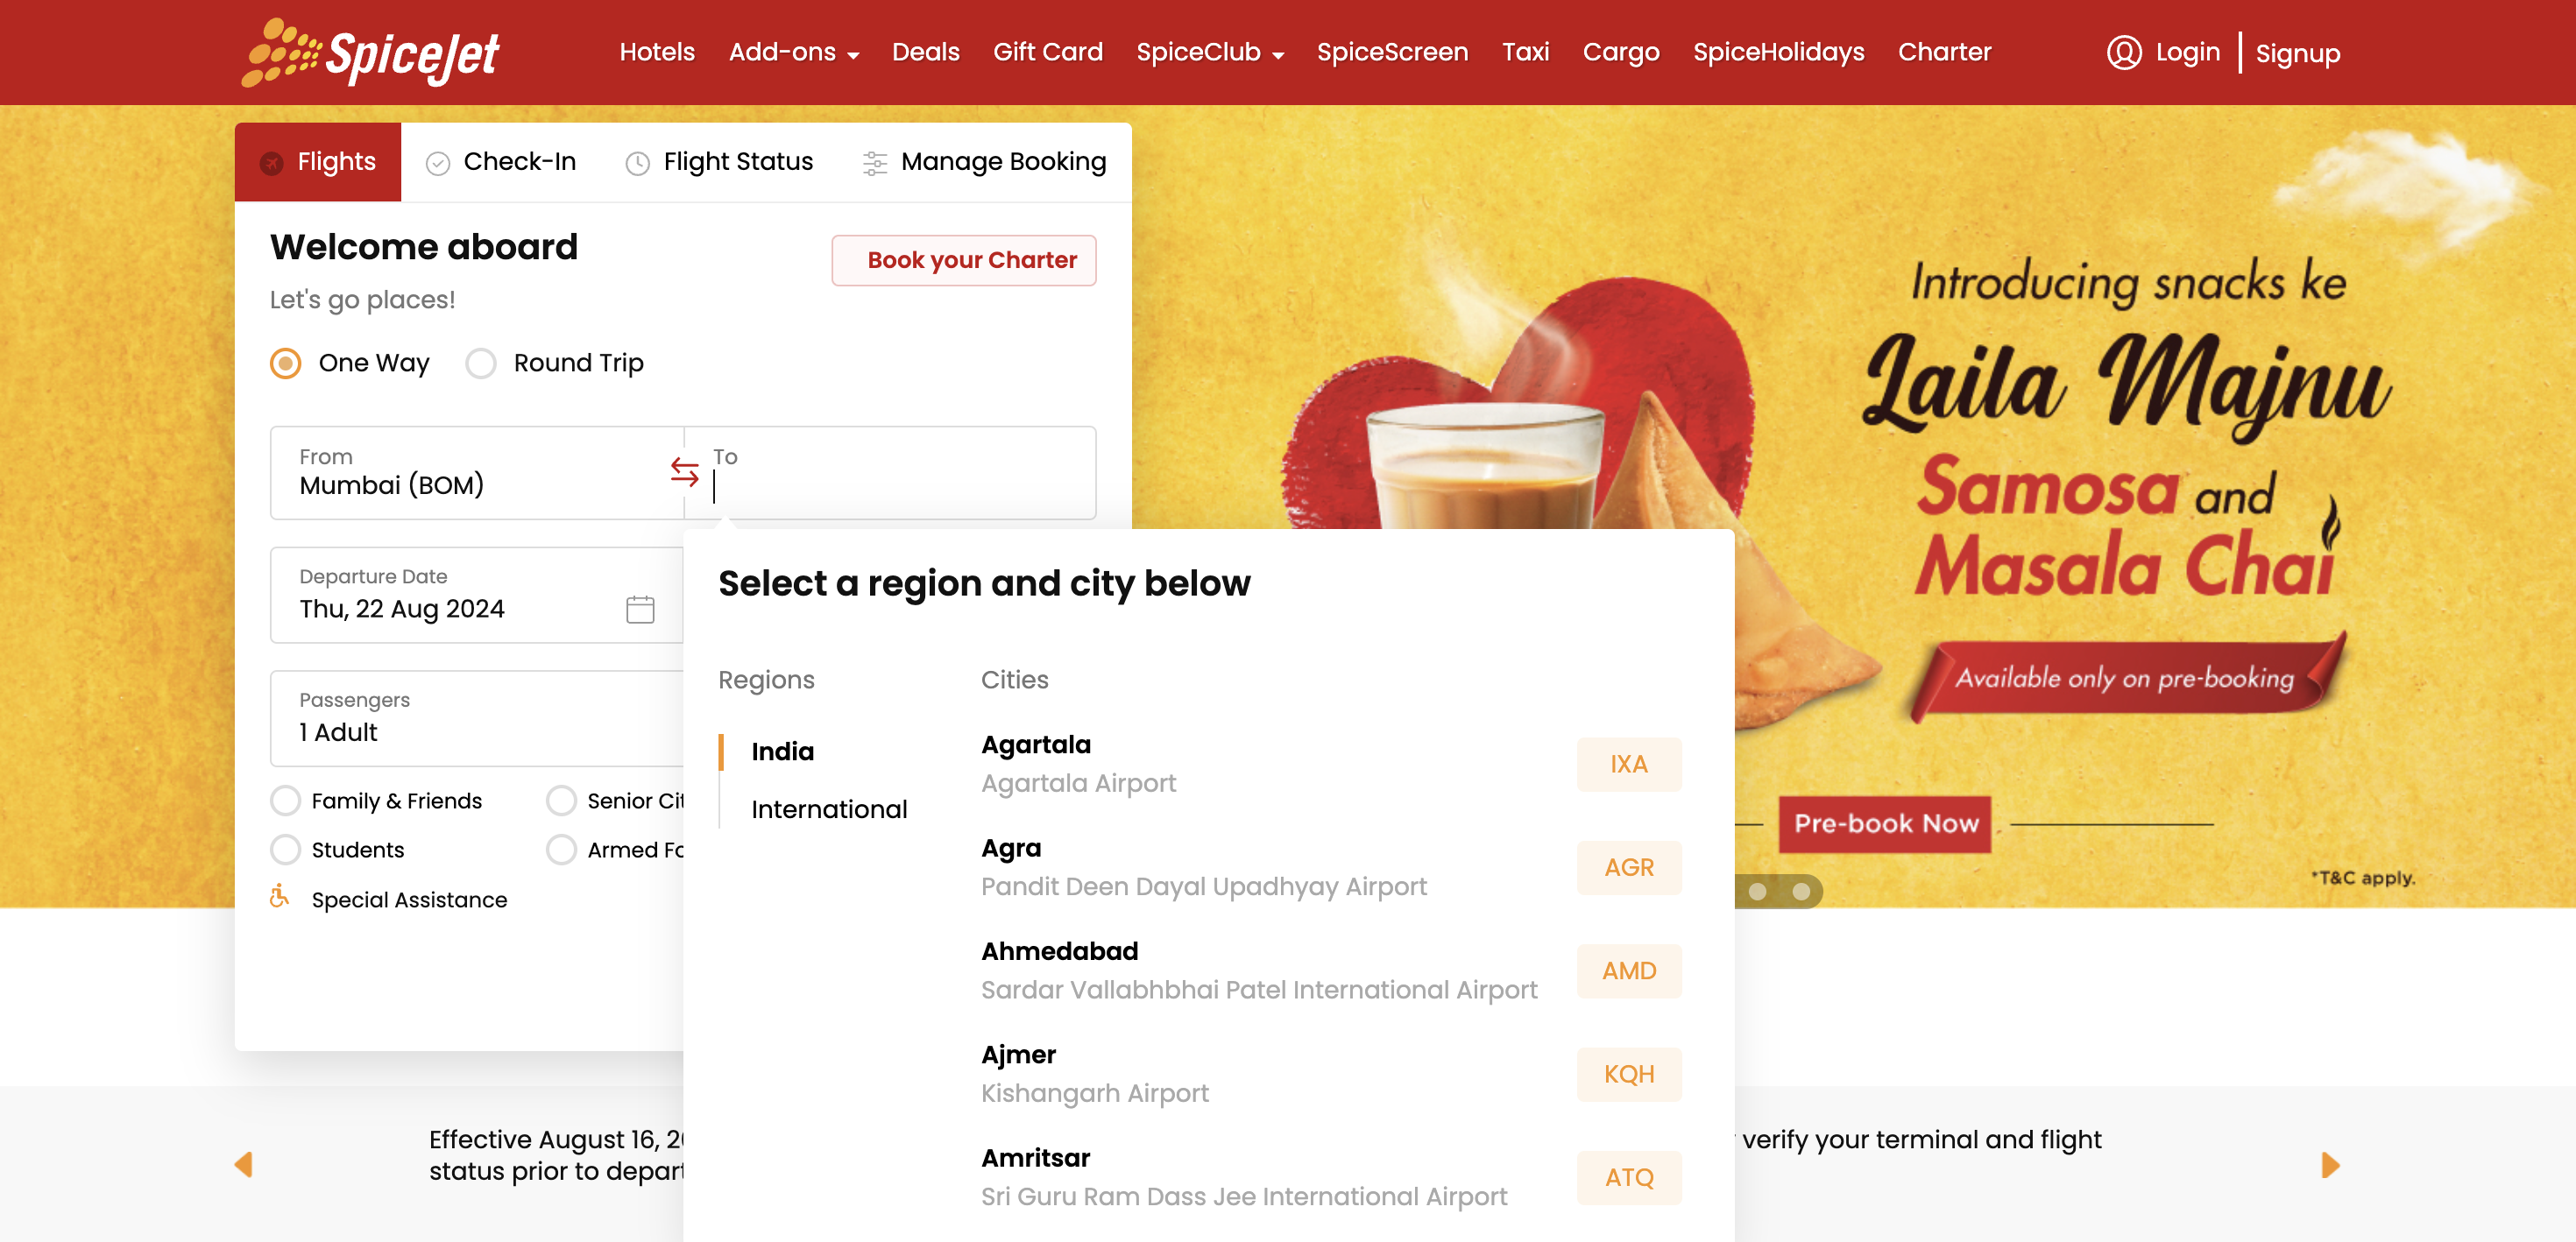 SpiceJet
Hotels Add-ons Deals Gift Card SpiceClub SpiceScreen Taxi Cargo SpiceHolidays Charter
Login Signup
Flights Check-In Flight Status Manage Booking
Welcome aboard
Book your Charter
Let's go places!
One Way Round Trip
From
Mumbai (BOM)
To
Departure Date
Thu, 22 Aug 2024
Passengers
1 Adult
Family & Friends Senior
Students Armed
Special Assistance
Select a region and city below
Regions
India
International
Cities
Agartala
Agartala Airport
IXA
Agra
Pandit Deen Dayal Upadhyay Airport
AGR
Ahmedabad
Sardar Vallabhbhai Patel International Airport
AMD
Ajmer
Kishangarh Airport
KQH
Amritsar
Sri Guru Ram Dass Jee International Airport
ATQ
Introducing snacks ke
Laila Majnu
Samosa and
Masala Chai
Available only on pre-booking
Pre-book Now
*T&C apply.
Effective August 16,
verify your terminal and flight
status prior to